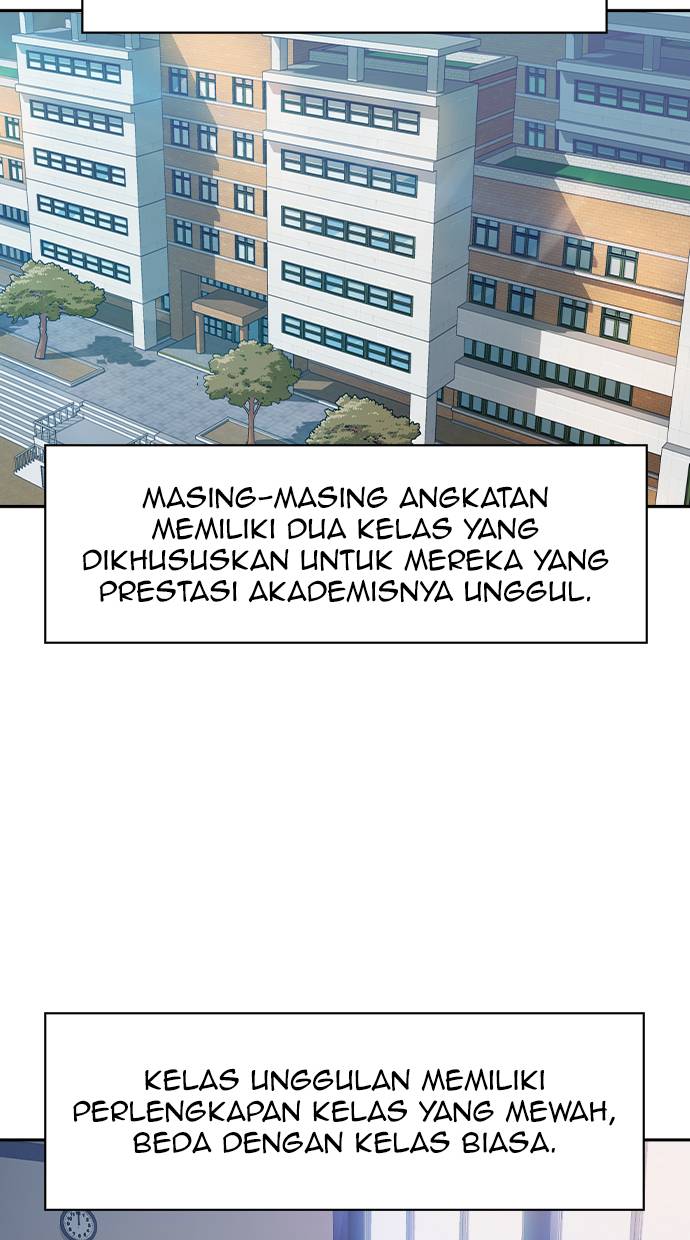 MASING-MASING ANGKATAN
MEMILIKI DUA KELAS YANG
DIKHUSUSKAN UNTUK MEREKA YANG
PRESTASI AKADEMISNYA UNGGUL.
KELAS UNGGULAN MEMILIKI
PERLENGKAPAN KELAS YANG MEWAH,
BEDA DENGAN KELAS BIASA.